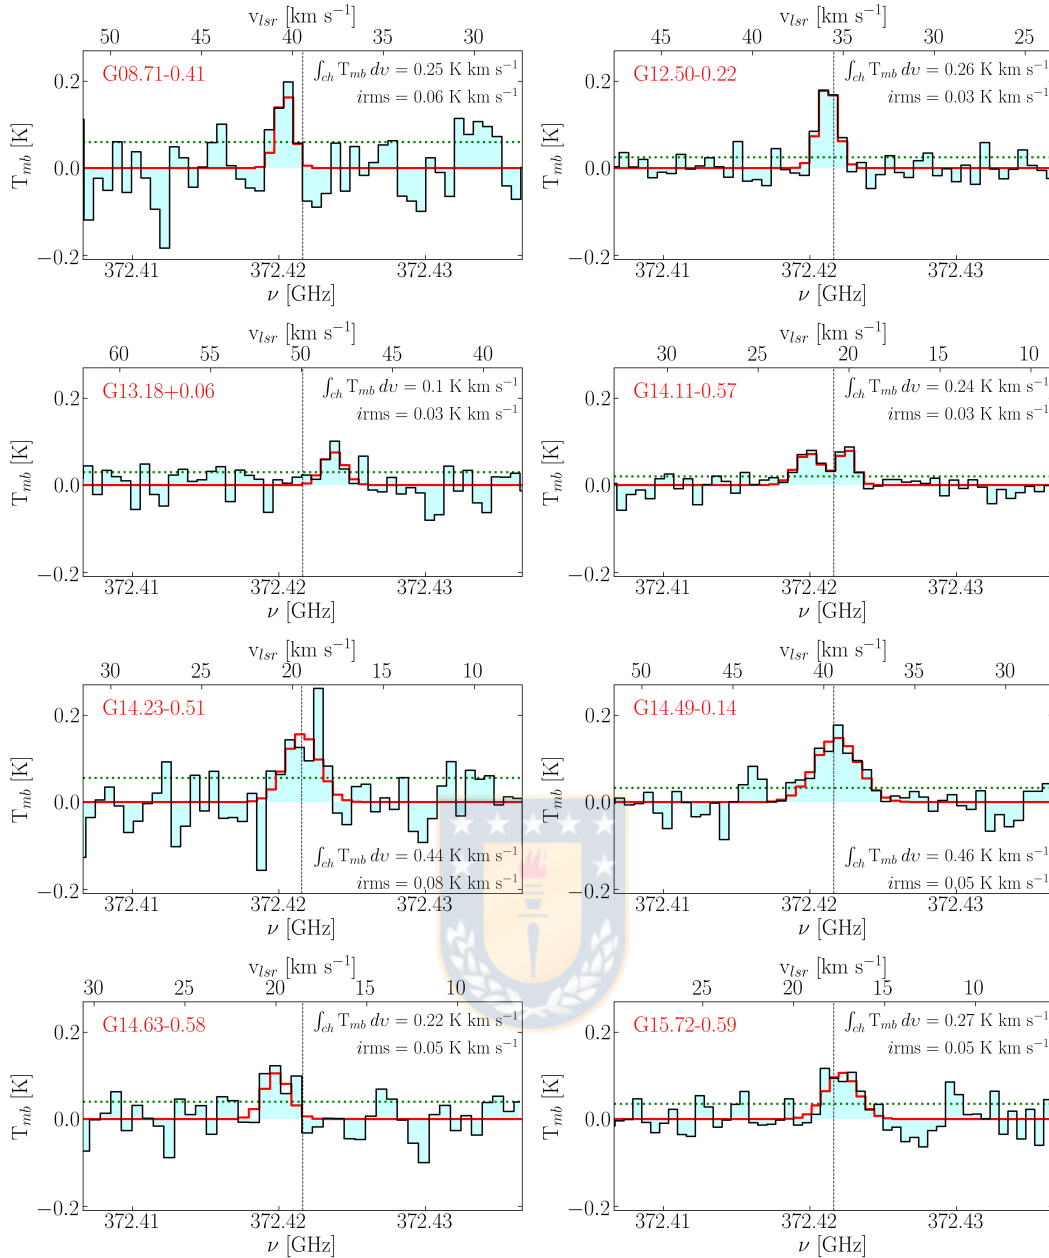 v_lsr [km s⁻¹]
50 45 40 35 30
G08.71-0.41
∫_ch T_mb dυ = 0.25 K km s⁻¹
irms = 0.06 K km s⁻¹
T_mb [K]
0.2
0.0
−0.2
372.41 372.42 372.43
ν [GHz]
v_lsr [km s⁻¹]
45 40 35 30 25
G12.50-0.22
∫_ch T_mb dυ = 0.26 K km s⁻¹
irms = 0.03 K km s⁻¹
T_mb [K]
0.2
0.0
−0.2
372.41 372.42 372.43
ν [GHz]
v_lsr [km s⁻¹]
60 55 50 45 40
G13.18+0.06
∫_ch T_mb dυ = 0.1 K km s⁻¹
irms = 0.03 K km s⁻¹
T_mb [K]
0.2
0.0
−0.2
372.41 372.42 372.43
ν [GHz]
v_lsr [km s⁻¹]
30 25 20 15 10
G14.11-0.57
∫_ch T_mb dυ = 0.24 K km s⁻¹
irms = 0.03 K km s⁻¹
T_mb [K]
0.2
0.0
−0.2
372.41 372.42 372.43
ν [GHz]
v_lsr [km s⁻¹]
30 25 20 15 10
G14.23-0.51
T_mb [K]
0.2
0.0
−0.2
∫_ch T_mb dυ = 0.44 K km s⁻¹
irms = 0.08 K km s⁻¹
372.41 372.42 372.43
ν [GHz]
v_lsr [km s⁻¹]
50 45 40 35 30
G14.49-0.14
T_mb [K]
0.2
0.0
−0.2
∫_ch T_mb dυ = 0.46 K km s⁻¹
irms = 0.05 K km s⁻¹
372.41 372.42 372.43
ν [GHz]
v_lsr [km s⁻¹]
30 25 20 15 10
G14.63-0.58
∫_ch T_mb dυ = 0.22 K km s⁻¹
irms = 0.05 K km s⁻¹
T_mb [K]
0.2
0.0
−0.2
372.41 372.42 372.43
ν [GHz]
v_lsr [km s⁻¹]
25 20 15 10
G15.72-0.59
∫_ch T_mb dυ = 0.27 K km s⁻¹
irms = 0.05 K km s⁻¹
T_mb [K]
0.2
0.0
−0.2
372.41 372.42 372.43
ν [GHz]